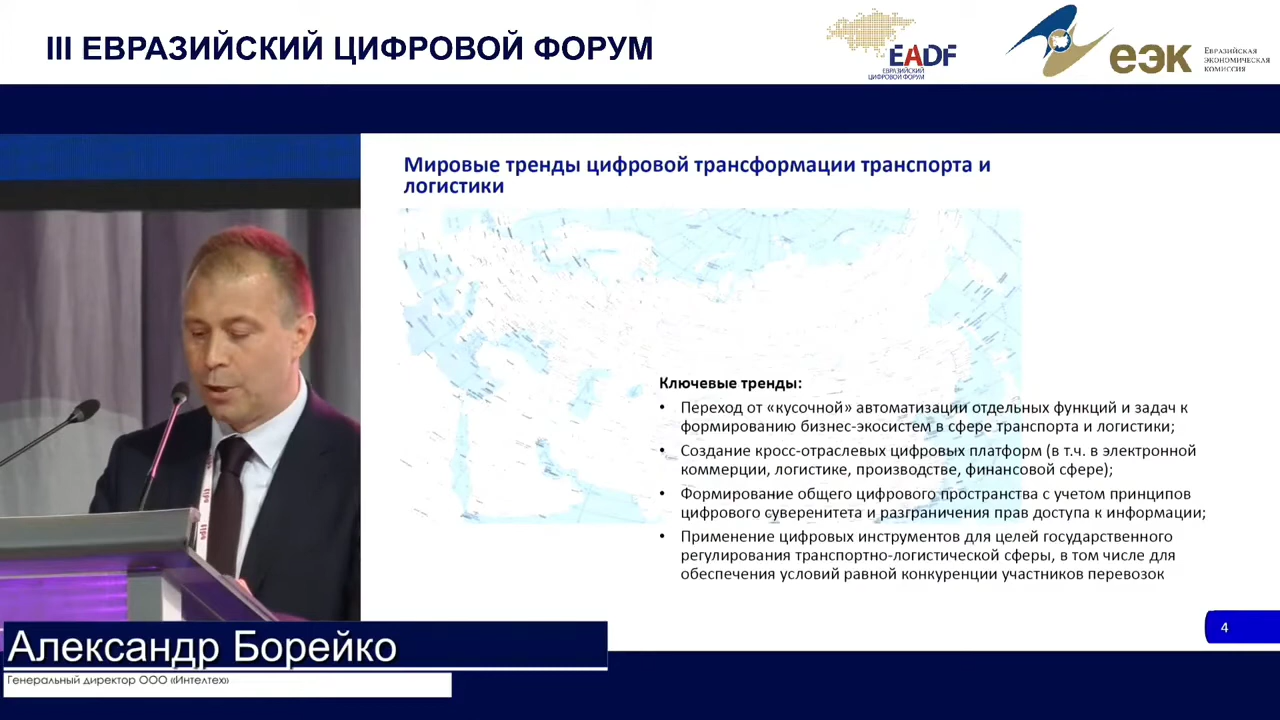 III ЕВРАЗИЙСКИЙ ЦИФРОВОЙ ФОРУМ
EADF
ЕВРАЗИЙСКИЙ
ЦИФРОВОЙ ФОРУМ
еэк
ЕВРАЗИЙСКАЯ
ЭКОНОМИЧЕСКАЯ
КОМИССИЯ
Мировые тренды цифровой трансформации транспорта и
логистики
Ключевые тренды:
• Переход от «кусочной» автоматизации отдельных функций и задач к
формированию бизнес-экосистем в сфере транспорта и логистики;
• Создание кросс-отраслевых цифровых платформ (в т.ч. в электронной
коммерции, логистике, производстве, финансовой сфере);
• Формирование общего цифрового пространства с учетом принципов
цифрового суверенитета и разграничения прав доступа к информации;
• Применение цифровых инструментов для целей государственного
регулирования транспортно-логистической сферы, в том числе для
обеспечения условий равной конкуренции участников перевозок
4
Александр Борейко
Генеральный директор ООО «Интелтех»